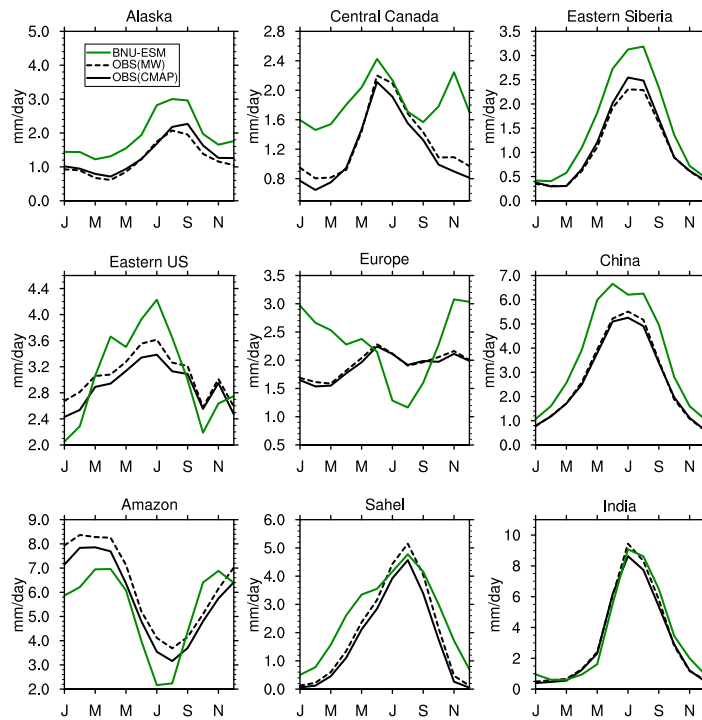 Alaska
Central Canada
Eastern Siberia
5.0
4.0
3.0
2.0
1.0
0.0
mm/day
BNU-ESM
OBS(MW)
OBS(CMAP)
J M M J S N
2.8
2.4
2.0
1.6
1.2
0.8
mm/day
J M M J S N
3.5
3.0
2.5
2.0
1.5
1.0
0.5
0.0
mm/day
J M M J S N
Eastern US
Europe
China
4.4
4.0
3.6
3.2
2.8
2.4
2.0
mm/day
J M M J S N
3.5
3.0
2.5
2.0
1.5
1.0
0.5
mm/day
J M M J S N
7.0
6.0
5.0
4.0
3.0
2.0
1.0
0.0
mm/day
J M M J S N
Amazon
Sahel
India
9.0
8.0
7.0
6.0
5.0
4.0
3.0
2.0
mm/day
J M M J S N
6.0
5.0
4.0
3.0
2.0
1.0
0.0
mm/day
J M M J S N
10
8
6
4
2
0
mm/day
J M M J S N